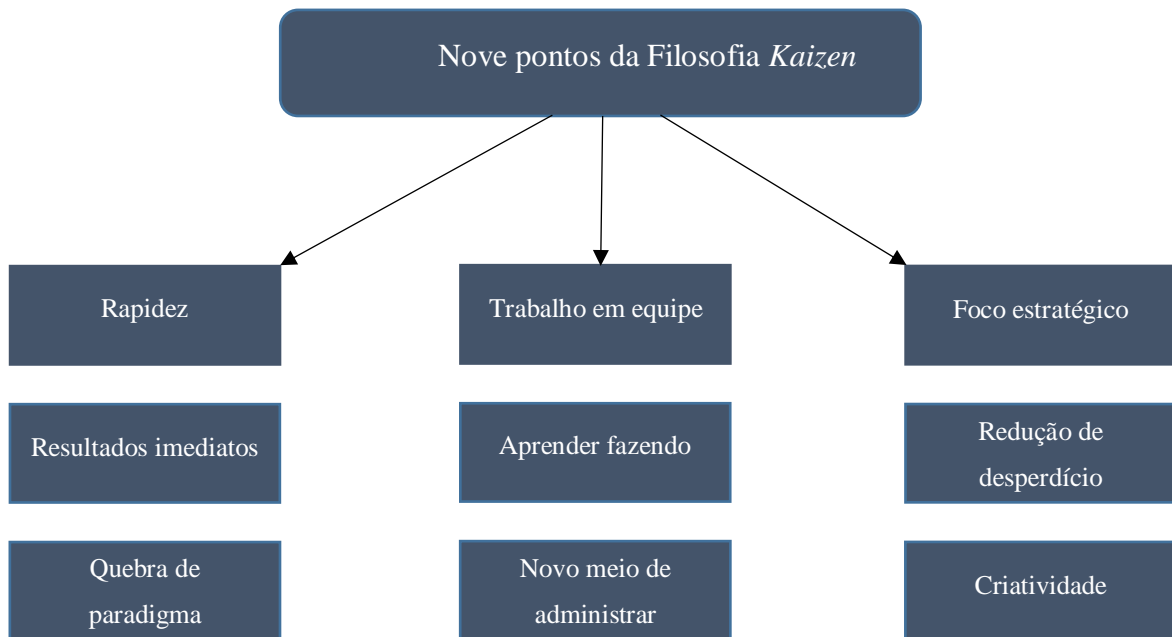 Nove pontos da Filosofia Kaizen
Rapidez
Trabalho em equipe
Foco estratégico
Resultados imediatos
Aprender fazendo
Redução de
desperdício
Quebra de
paradigma
Novo meio de
administrar
Criatividade